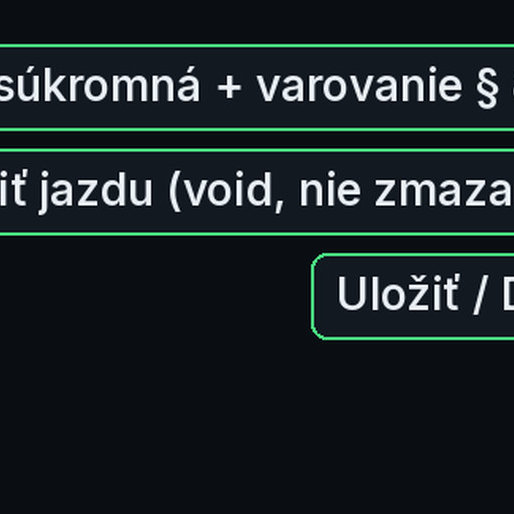 súkromná + varovanie §
iť jazdu (void, nie zmaza
Uložiť /